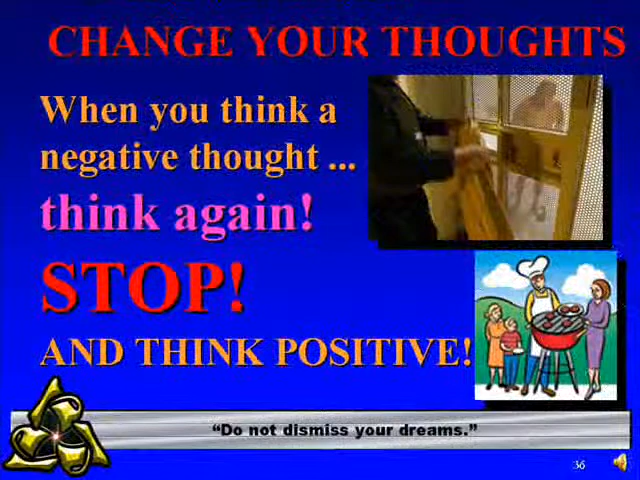 CHANGE YOUR THOUGHTS
When you think a
negative thought ...
think again!
STOP!
AND THINK POSITIVE!
“Do not dismiss your dreams.”
36